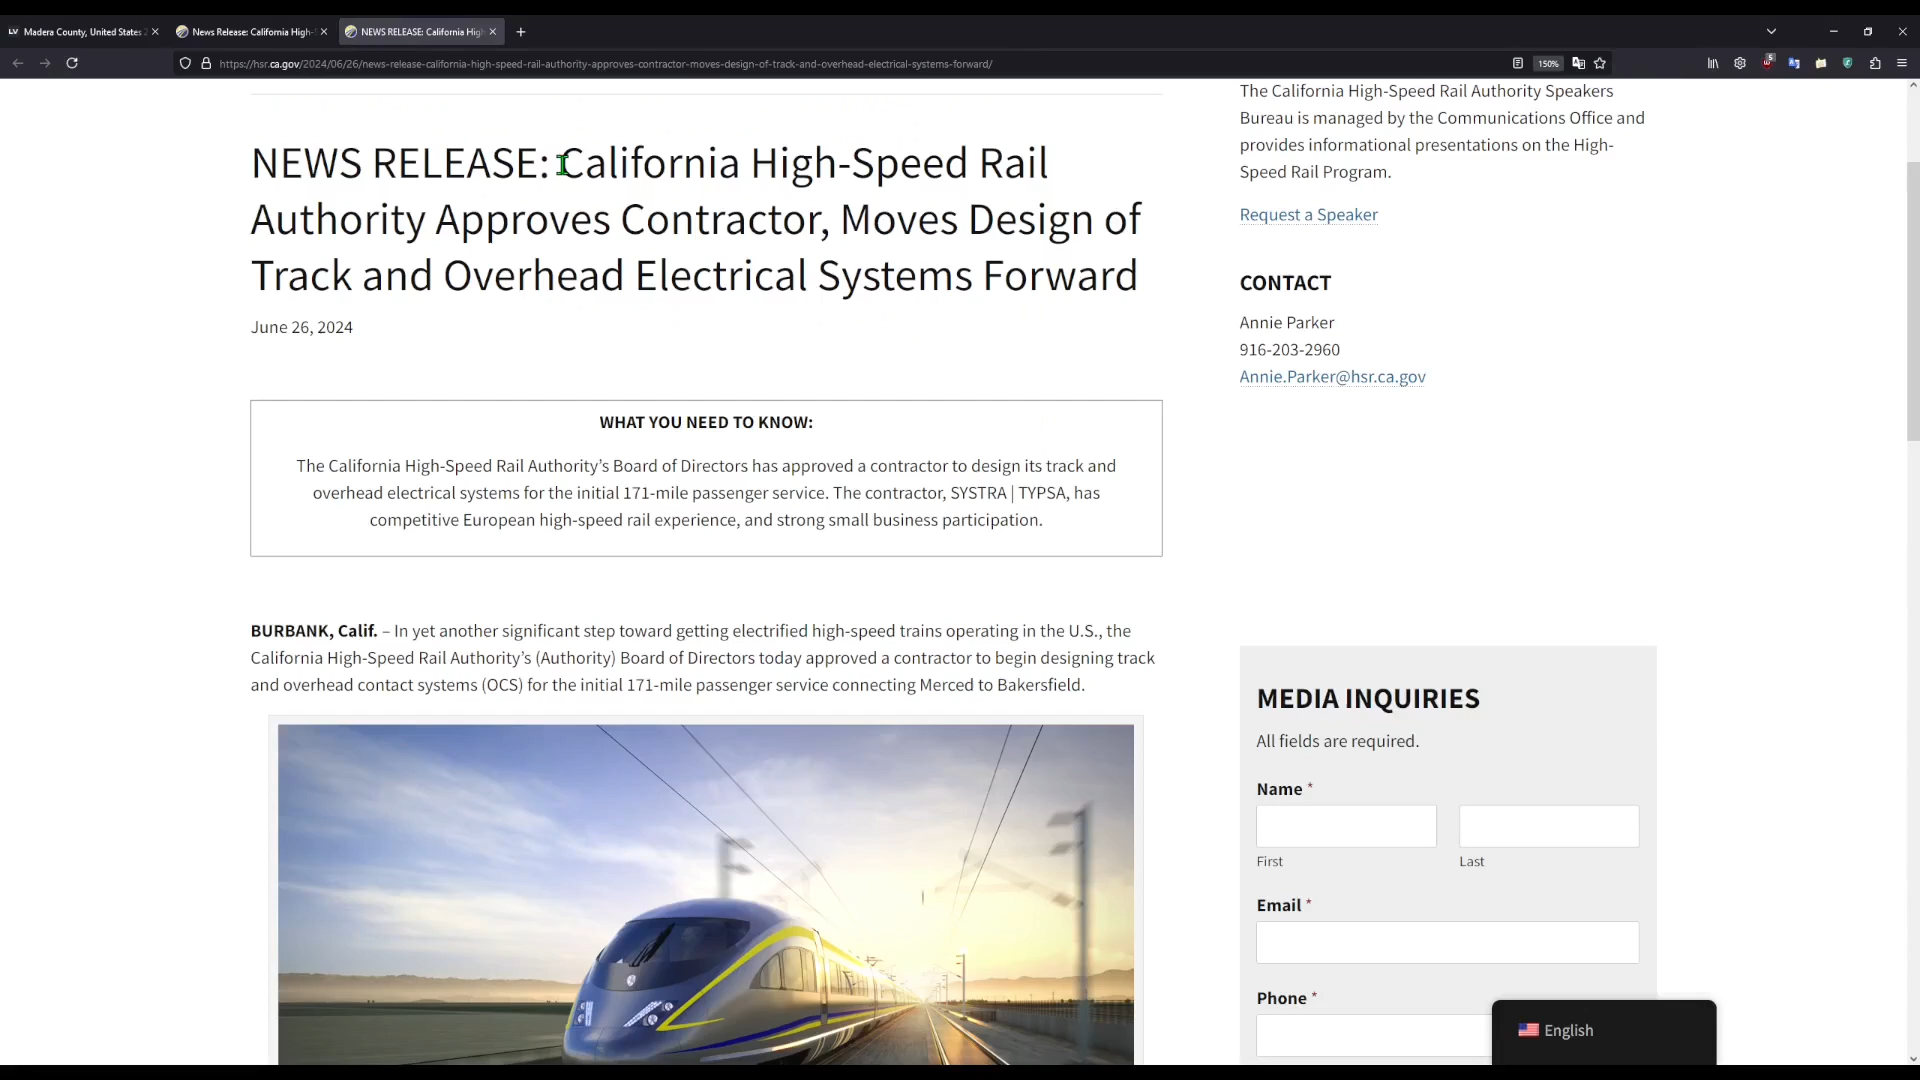 Madera County, United States
News Release: California High-
NEWS RELEASE: California High
https://hsr.ca.gov/2024/06/26/news-release-california-high-speed-rail-authority-approves-contractor-moves-design-of-track-and-overhead-electrical-systems-forward/
150%
NEWS RELEASE: California High-Speed Rail
Authority Approves Contractor, Moves Design of
Track and Overhead Electrical Systems Forward
June 26, 2024
WHAT YOU NEED TO KNOW:
The California High-Speed Rail Authority’s Board of Directors has approved a contractor to design its track and
overhead electrical systems for the initial 171-mile passenger service. The contractor, SYSTRA | TYPSA, has
competitive European high-speed rail experience, and strong small business participation.
BURBANK, Calif. – In yet another significant step toward getting electrified high-speed trains operating in the U.S., the
California High-Speed Rail Authority’s (Authority) Board of Directors today approved a contractor to begin designing track
and overhead contact systems (OCS) for the initial 171-mile passenger service connecting Merced to Bakersfield.
The California High-Speed Rail Authority Speakers
Bureau is managed by the Communications Office and
provides informational presentations on the High-
Speed Rail Program.
Request a Speaker
CONTACT
Annie Parker
916-203-2960
Annie.Parker@hsr.ca.gov
MEDIA INQUIRIES
All fields are required.
Name *
First
Last
Email *
Phone *
English